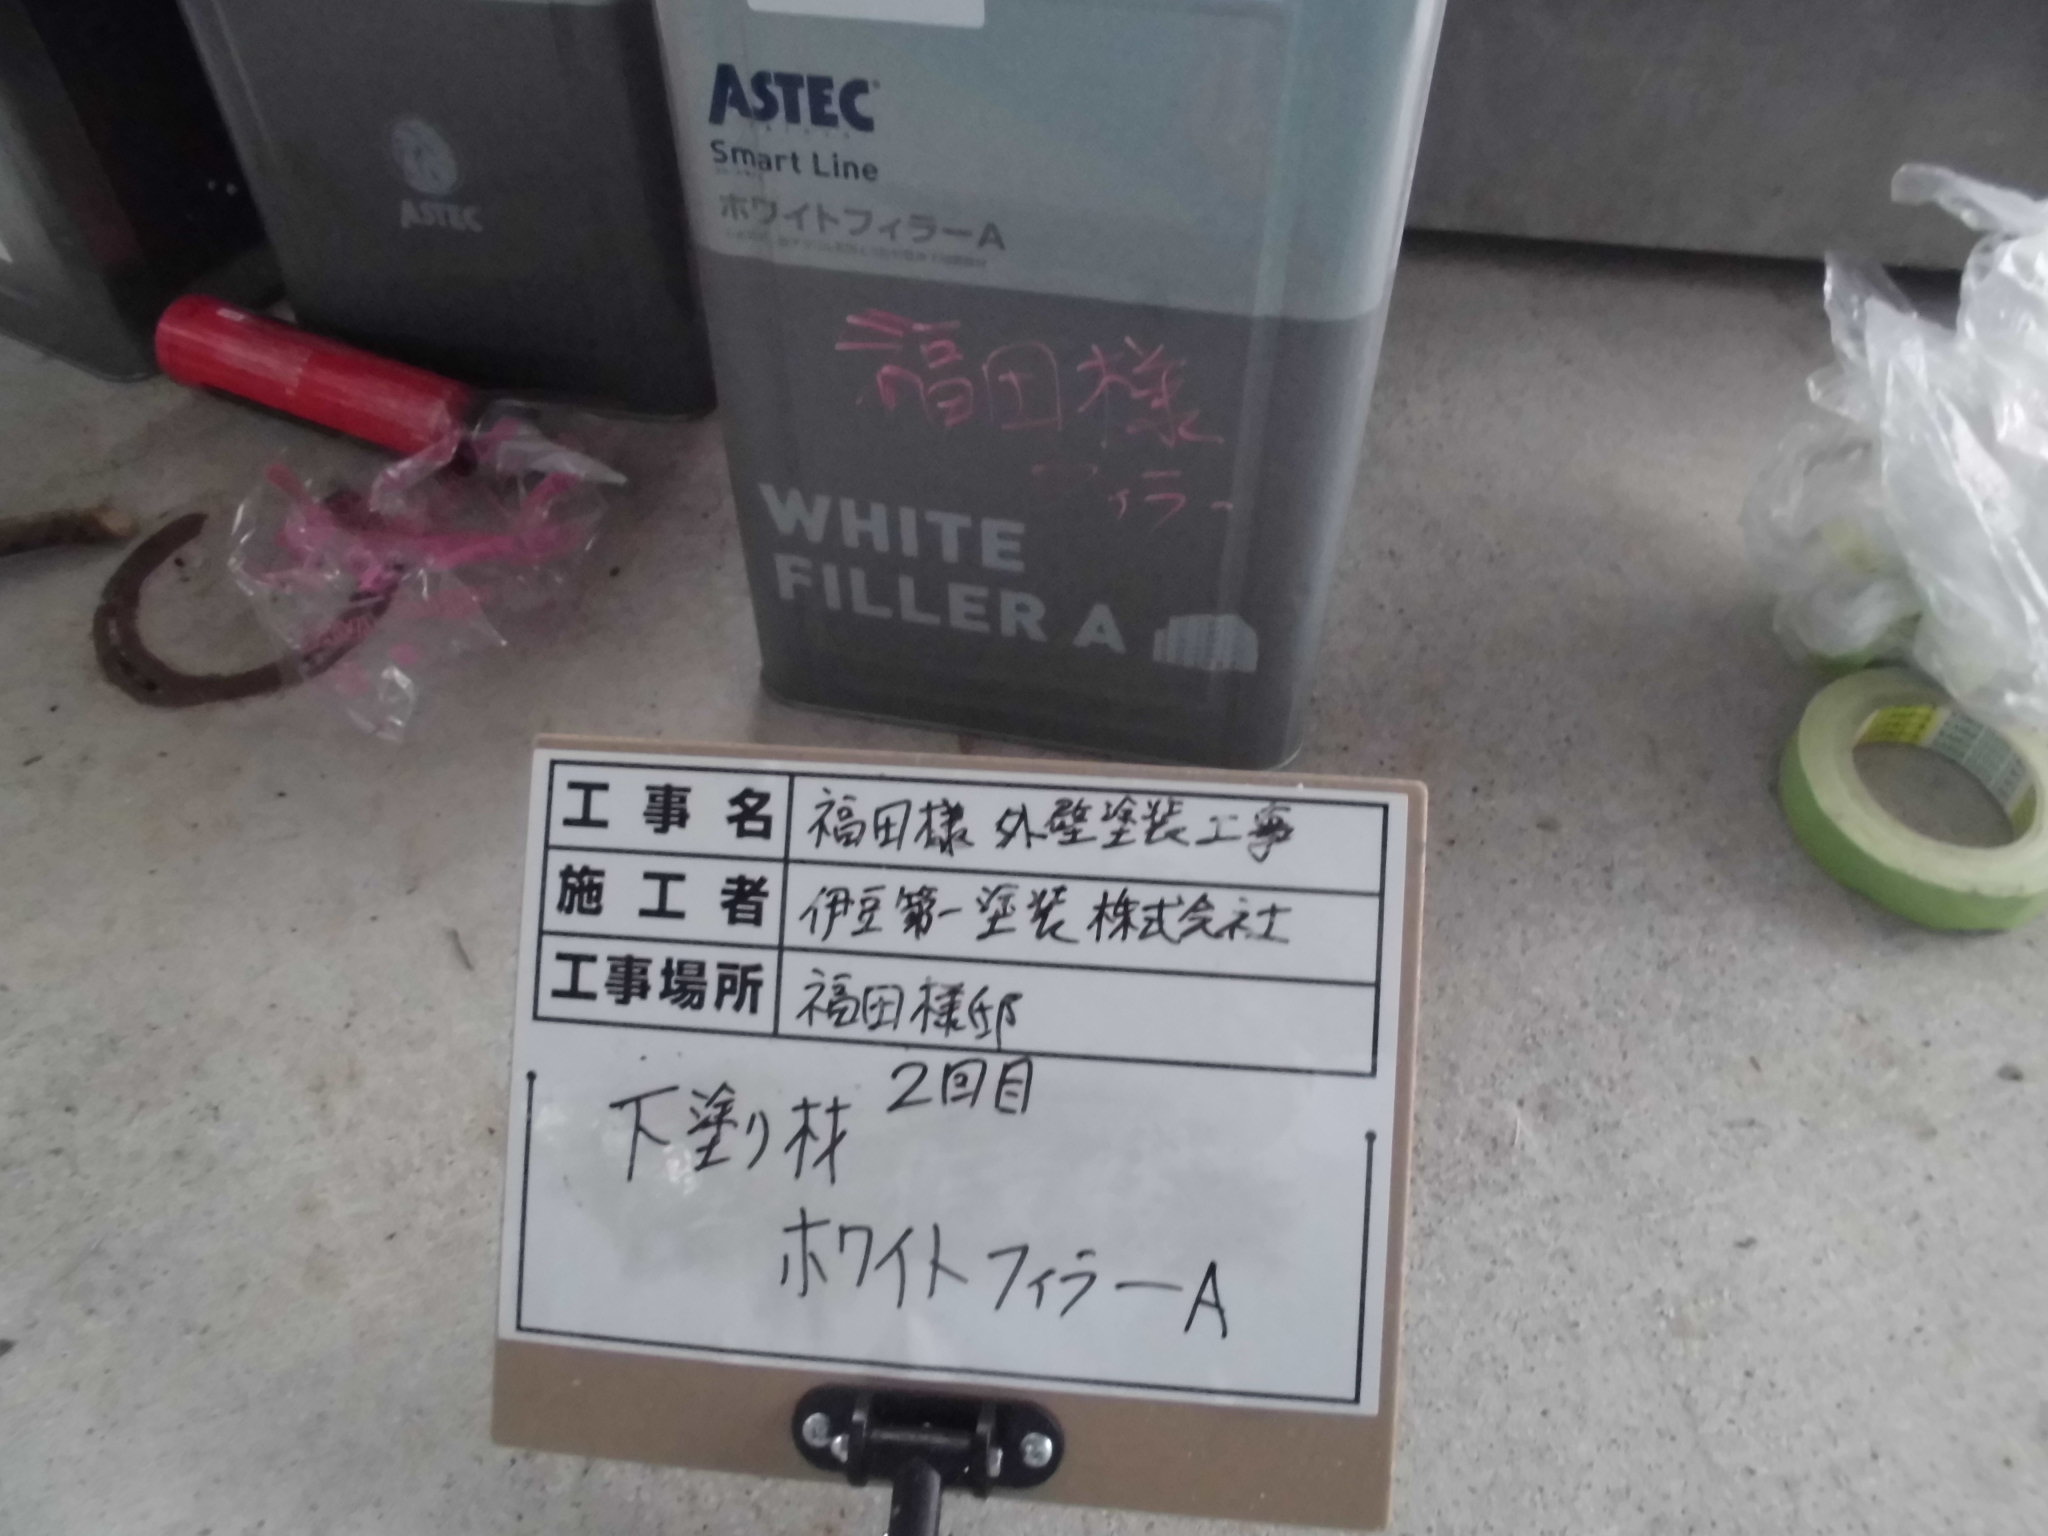 ASTEC
ASTEC
Smart Line
ホワイトフィラーA
福田様
フィラー
WHITE
FILLER A
工事名 福田様 外壁塗装工事
施工者 伊豆第一塗装株式会社
工事場所 福田様邸
下塗り材 2回目
ホワイトフィラーA